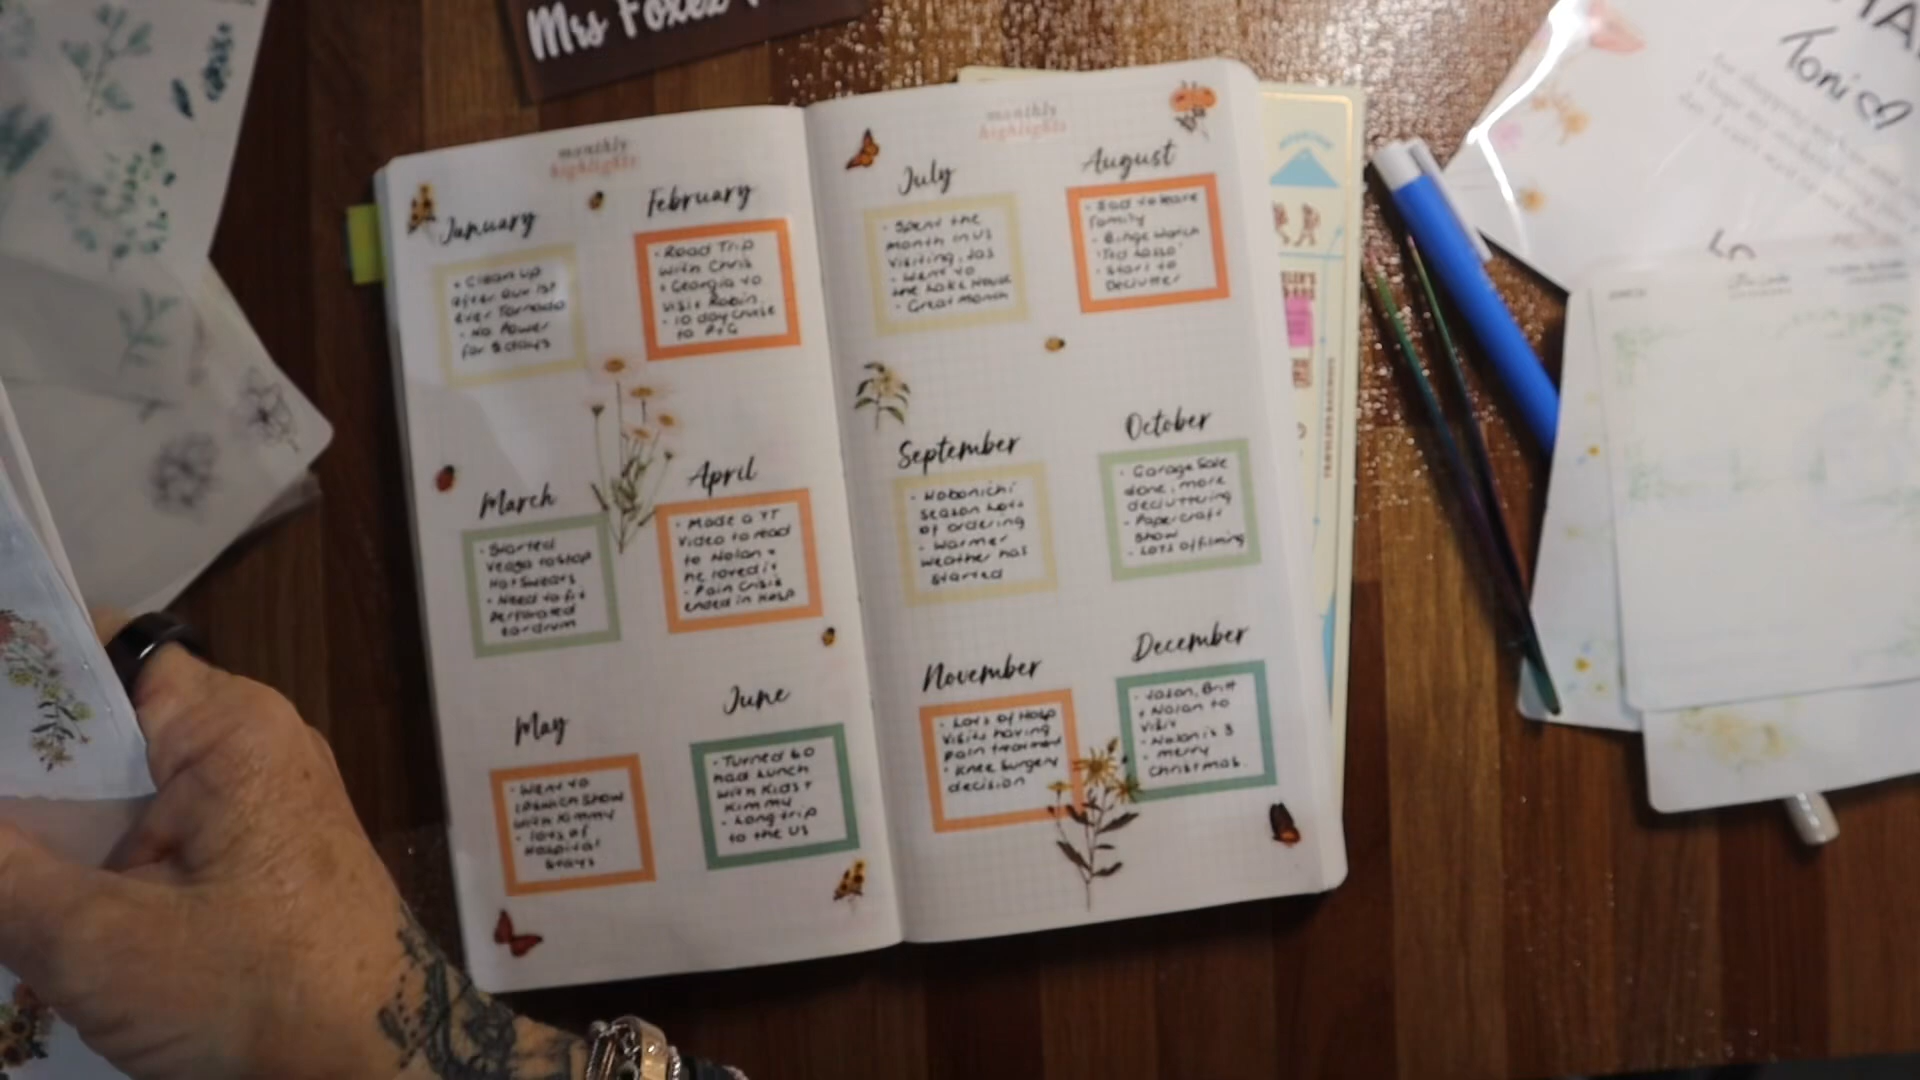 Mrs
monthly
highlights
January
• Clean up
after our 1st
ever Tornado
• No Power
for 8 days
February
• Road Trip
with Chris
+ Georgia to
visit Robin.
• 10 day cruise
to
March
• Started
to stop
Hot Sweats
• Need to fix
Perforated
eardrum
April
• Made a YT
Video to read
to Nolan +
he loved it
• Pain Crisis
ended in Hosp
May
• Went to
Ipswich Show
with Kimmy
• lots of
Hospital
Stays
June
• Turned 60
had Lunch
with Kids +
Kimmy
• Long trip
to the US
monthly
highlights
July
• Spent the
month in US
visiting Jas
• Went to
the Lake House
• Great month
August
• Sad to leave
family
• Binge watch
'Ted Lasso'
• Start to
Declutter
September
• Hobonichi
season lots
of ordering
• Warmer
weather has
started
October
• Garage Sale
done, more
decluttering
• Papercraft
Show
• Lots of filming
November
• Lots of Hosp
Visits having
pain treatment
• Knee Surgery
decision
December
• Jason, Britt
+ Nolan to
visit
• Nolan is 3
• merry
Christmas.
Toni